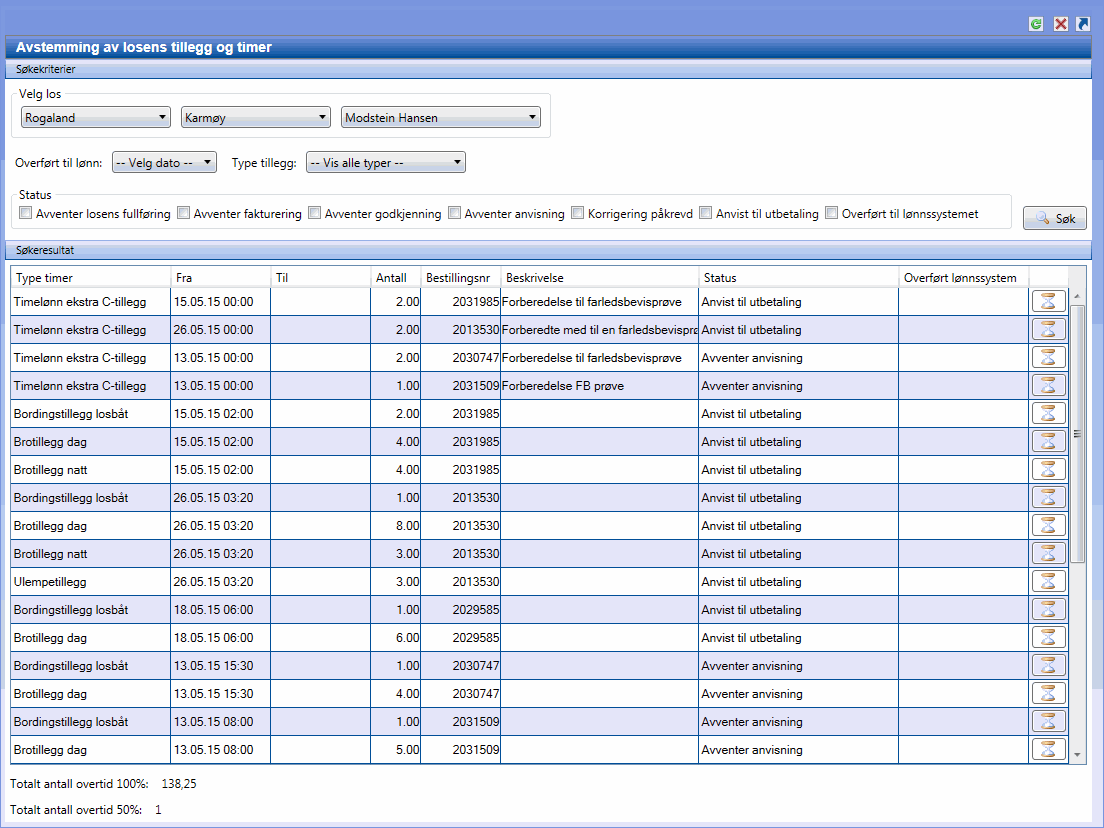 Avstemming av losens tillegg og timer
Søkekriterier
Velg los
Rogaland Karmøy Modstein Hansen
Overført til lønn: -- Velg dato -- Type tillegg: -- Vis alle typer --
Status
Avventer losens fullføring Avventer fakturering Avventer godkjenning Avventer anvisning Korrigering påkrevd Anvist til utbetaling Overført til lønnssystemet Søk
Søkeresultat
Type timer Fra Til Antall Bestillingsnr Beskrivelse Status Overført lønnssystem
Timelønn ekstra C-tillegg 15.05.15 00:00 2.00 2031985 Forberedelse til farledsbevisprøve Anvist til utbetaling
Timelønn ekstra C-tillegg 26.05.15 00:00 2.00 2013530 Forberedte med til en farledsbevisprø Anvist til utbetaling
Timelønn ekstra C-tillegg 13.05.15 00:00 2.00 2030747 Forberedelse til farledsbevisprøve Avventer anvisning
Timelønn ekstra C-tillegg 13.05.15 00:00 1.00 2031509 Forberedelse FB prøve Avventer anvisning
Bordingstillegg losbåt 15.05.15 02:00 2.00 2031985 Anvist til utbetaling
Brotillegg dag 15.05.15 02:00 4.00 2031985 Anvist til utbetaling
Brotillegg natt 15.05.15 02:00 4.00 2031985 Anvist til utbetaling
Bordingstillegg losbåt 26.05.15 03:20 1.00 2013530 Anvist til utbetaling
Brotillegg dag 26.05.15 03:20 8.00 2013530 Anvist til utbetaling
Brotillegg natt 26.05.15 03:20 3.00 2013530 Anvist til utbetaling
Ulempetillegg 26.05.15 03:20 3.00 2013530 Anvist til utbetaling
Bordingstillegg losbåt 18.05.15 06:00 1.00 2029585 Anvist til utbetaling
Brotillegg dag 18.05.15 06:00 6.00 2029585 Anvist til utbetaling
Bordingstillegg losbåt 13.05.15 15:30 1.00 2030747 Avventer anvisning
Brotillegg dag 13.05.15 15:30 4.00 2030747 Avventer anvisning
Bordingstillegg losbåt 13.05.15 08:00 1.00 2031509 Avventer anvisning
Brotillegg dag 13.05.15 08:00 5.00 2031509 Avventer anvisning
Totalt antall overtid 100%: 138,25
Totalt antall overtid 50%: 1